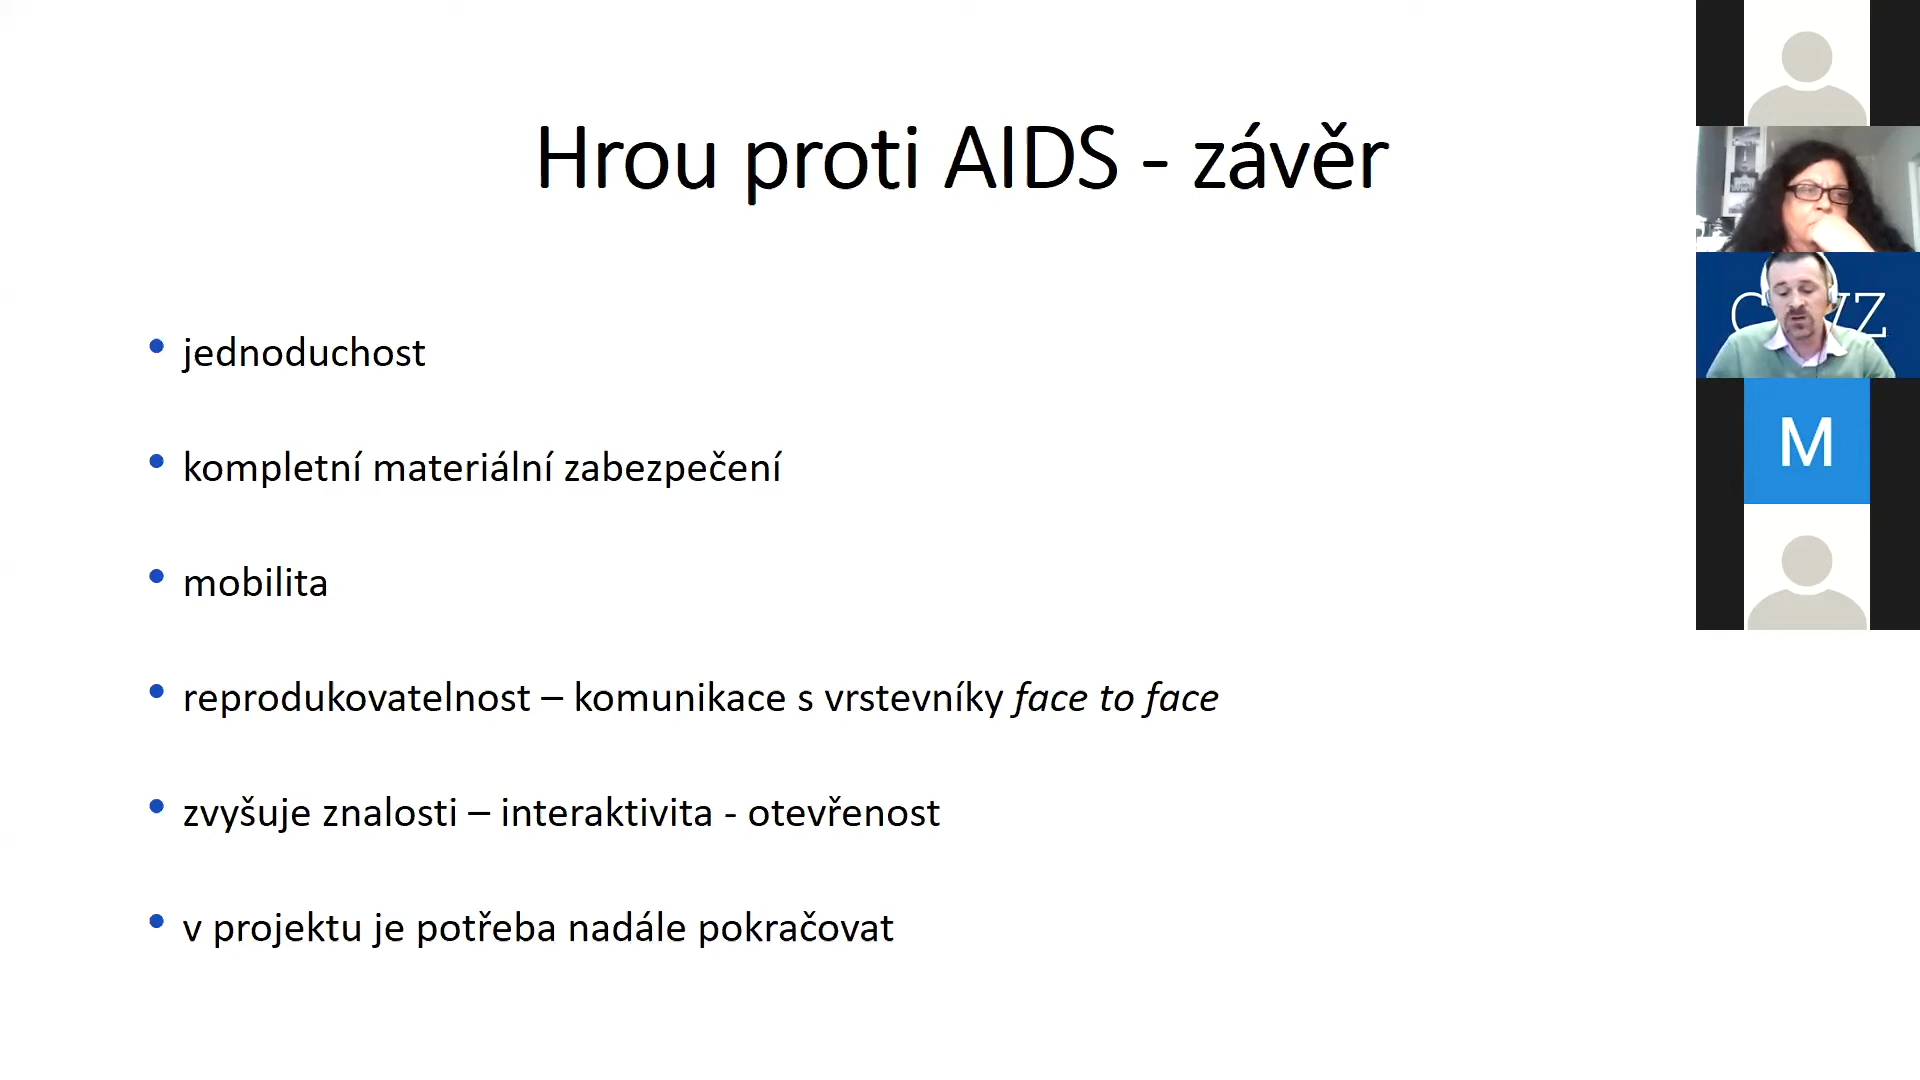 Hrou proti AIDS - závěr
• jednoduchost
• kompletní materiální zabezpečení
• mobilita
• reprodukovatelnost – komunikace s vrstevníky face to face
• zvyšuje znalosti – interaktivita - otevřenost
• v projektu je potřeba nadále pokračovat
M